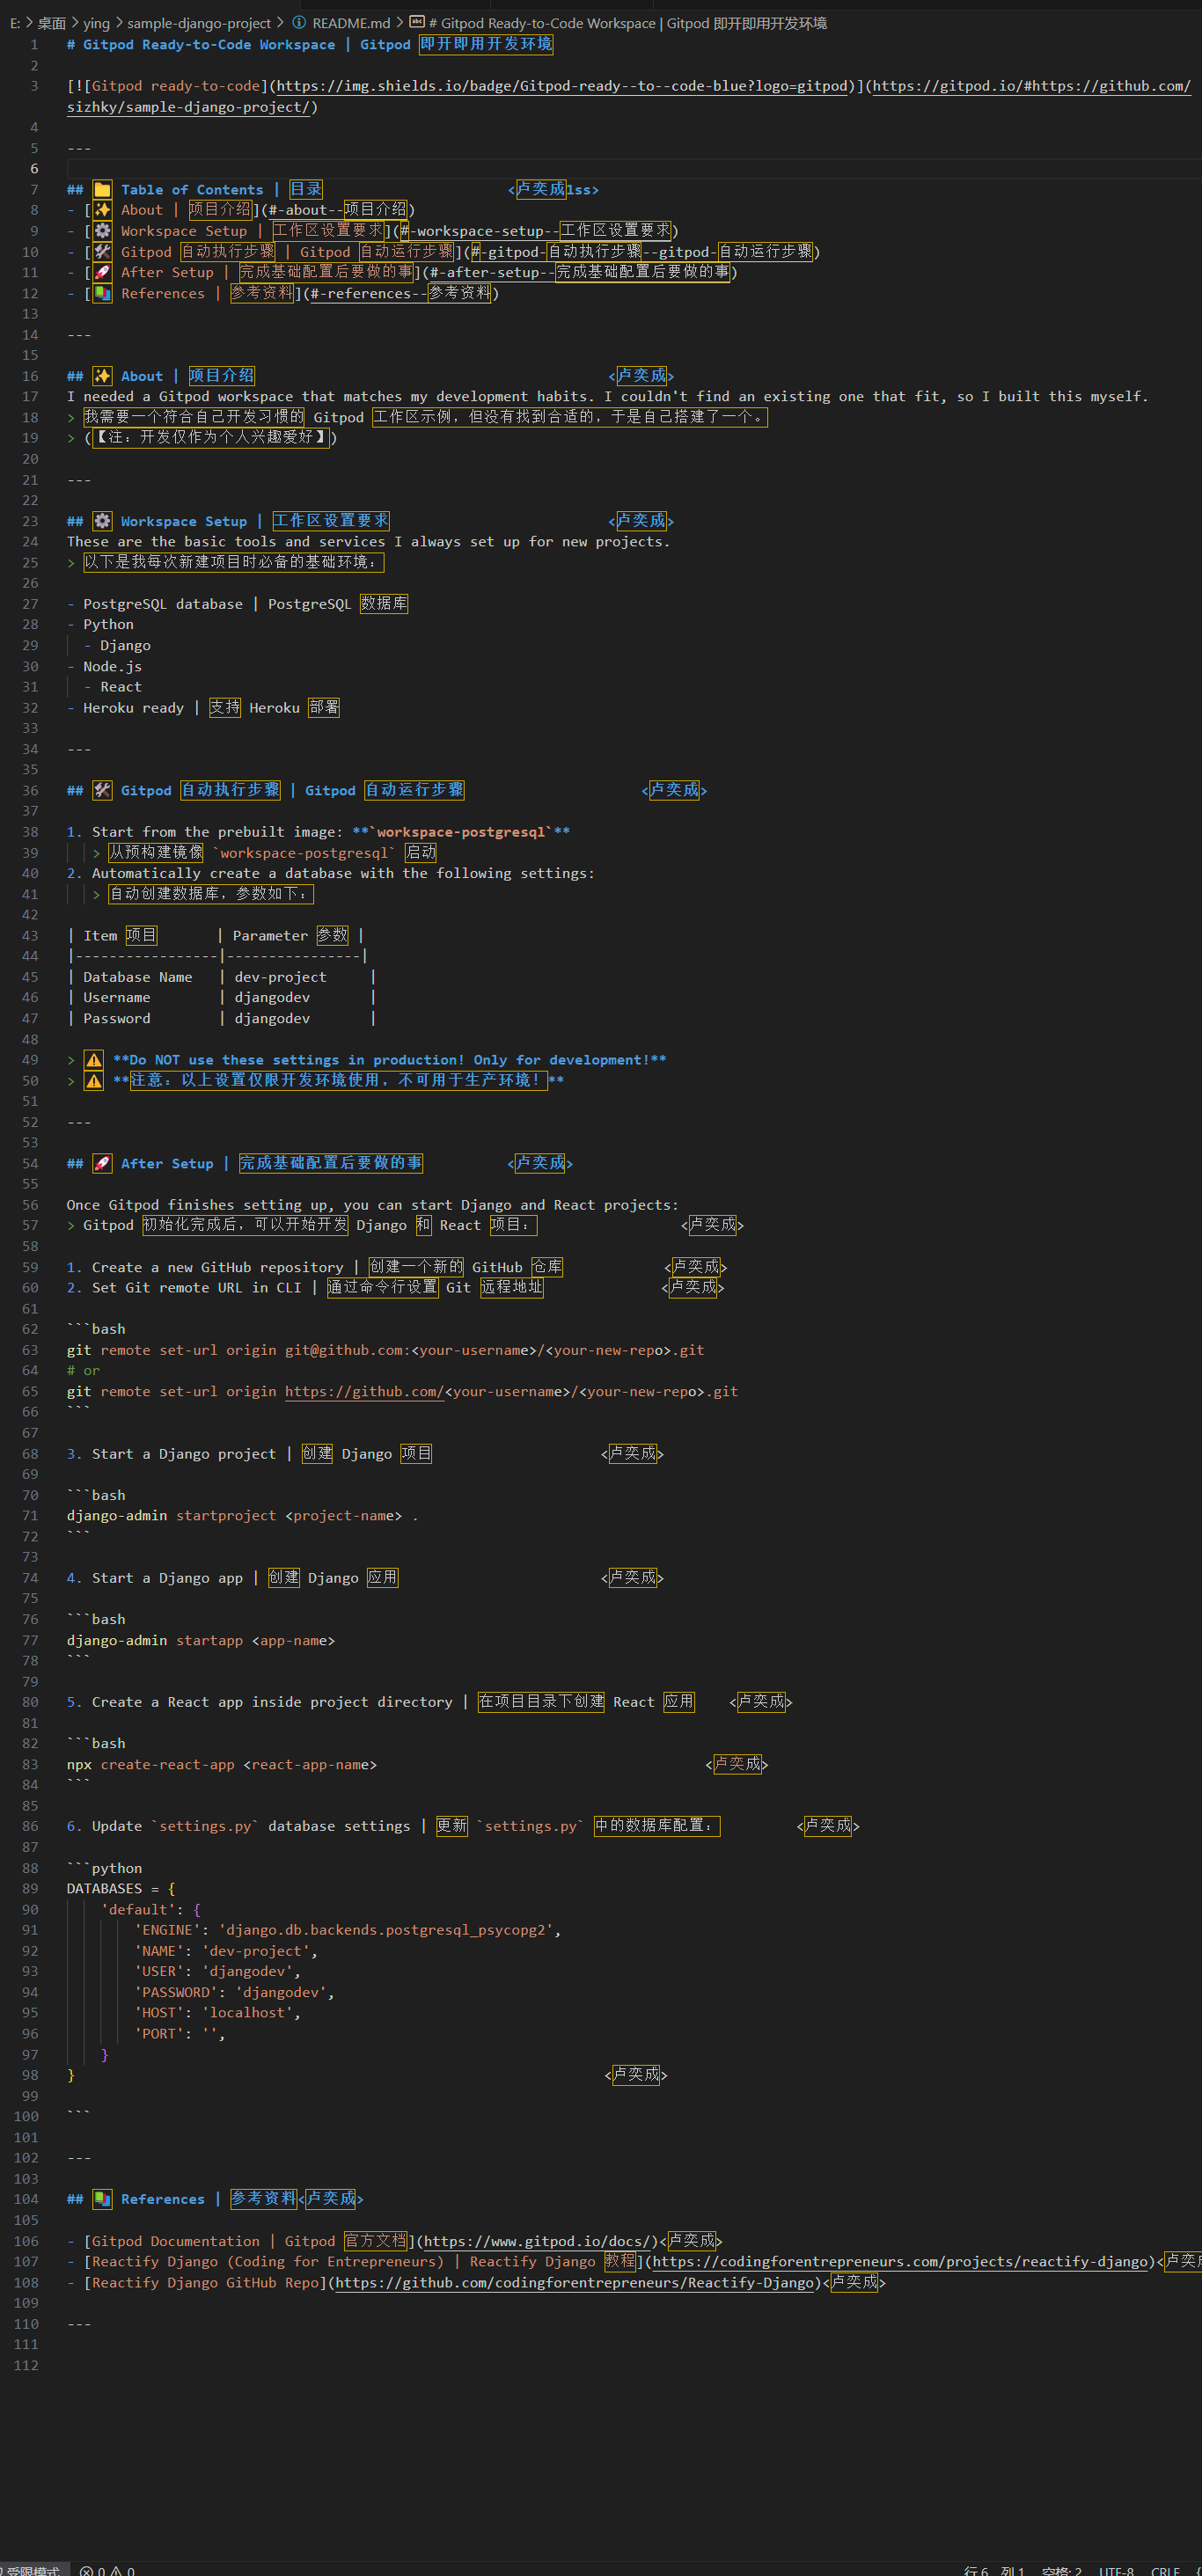 E: > 桌面 > ying > sample-django-project > README.md > # Gitpod Ready-to-Code Workspace | Gitpod 即开即用开发环境
1 # Gitpod Ready-to-Code Workspace | Gitpod 即开即用开发环境
2
3 [![Gitpod ready-to-code](https://img.shields.io/badge/Gitpod-ready--to--code-blue?logo=gitpod)](https://gitpod.io/#https://github.com/
sizhky/sample-django-project/)
4
5 ---
6
7 ## 📁 Table of Contents | 目录 <卢奕成1ss>
8 - [✨ About | 项目介绍](#-about--项目介绍)
9 - [⚙️ Workspace Setup | 工作区设置要求](#-workspace-setup--工作区设置要求)
10 - [🛠️ Gitpod 自动执行步骤 | Gitpod 自动运行步骤](#-gitpod-自动执行步骤--gitpod-自动运行步骤)
11 - [🚀 After Setup | 完成基础配置后要做的事](#-after-setup--完成基础配置后要做的事)
12 - [📚 References | 参考资料](#-references--参考资料)
13
14 ---
15
16 ## ✨ About | 项目介绍 <卢奕成>
17 I needed a Gitpod workspace that matches my development habits. I couldn't find an existing one that fit, so I built this myself.
18 > 我需要一个符合自己开发习惯的 Gitpod 工作区示例，但没有找到合适的，于是自己搭建了一个。
19 > (【注：开发仅作为个人兴趣爱好】)
20
21 ---
22
23 ## ⚙️ Workspace Setup | 工作区设置要求 <卢奕成>
24 These are the basic tools and services I always set up for new projects.
25 > 以下是我每次新建项目时必备的基础环境：
26
27 - PostgreSQL database | PostgreSQL 数据库
28 - Python
29   - Django
30 - Node.js
31   - React
32 - Heroku ready | 支持 Heroku 部署
33
34 ---
35
36 ## 🛠️ Gitpod 自动执行步骤 | Gitpod 自动运行步骤 <卢奕成>
37
38 1. Start from the prebuilt image: **`workspace-postgresql`**
39    > 从预构建镜像 `workspace-postgresql` 启动
40 2. Automatically create a database with the following settings:
41    > 自动创建数据库，参数如下：
42
43 | Item 项目       | Parameter 参数 |
44 |-----------------|----------------|
45 | Database Name   | dev-project     |
46 | Username        | djangodev       |
47 | Password        | djangodev       |
48
49 > ⚠️ **Do NOT use these settings in production! Only for development!**
50 > ⚠️ **注意：以上设置仅限开发环境使用，不可用于生产环境！**
51
52 ---
53
54 ## 🚀 After Setup | 完成基础配置后要做的事 <卢奕成>
55
56 Once Gitpod finishes setting up, you can start Django and React projects:
57 > Gitpod 初始化完成后，可以开始开发 Django 和 React 项目： <卢奕成>
58
59 1. Create a new GitHub repository | 创建一个新的 GitHub 仓库 <卢奕成>
60 2. Set Git remote URL in CLI | 通过命令行设置 Git 远程地址 <卢奕成>
61
62 ```bash
63 git remote set-url origin git@github.com:<your-username>/<your-new-repo>.git
64 # or
65 git remote set-url origin https://github.com/<your-username>/<your-new-repo>.git
66 ```
67
68 3. Start a Django project | 创建 Django 项目 <卢奕成>
69
70 ```bash
71 django-admin startproject <project-name> .
72 ```
73
74 4. Start a Django app | 创建 Django 应用 <卢奕成>
75
76 ```bash
77 django-admin startapp <app-name>
78 ```
79
80 5. Create a React app inside project directory | 在项目目录下创建 React 应用 <卢奕成>
81
82 ```bash
83 npx create-react-app <react-app-name> <卢奕成>
84 ```
85
86 6. Update `settings.py` database settings | 更新 `settings.py` 中的数据库配置： <卢奕成>
87
88 ```python
89 DATABASES = {
90     'default': {
91         'ENGINE': 'django.db.backends.postgresql_psycopg2',
92         'NAME': 'dev-project',
93         'USER': 'djangodev',
94         'PASSWORD': 'djangodev',
95         'HOST': 'localhost',
96         'PORT': '',
97     }
98 } <卢奕成>
99
100 ```
101
102 ---
103
104 ## 📚 References | 参考资料<卢奕成>
105
106 - [Gitpod Documentation | Gitpod 官方文档](https://www.gitpod.io/docs/)<卢奕成>
107 - [Reactify Django (Coding for Entrepreneurs) | Reactify Django 教程](https://codingforentrepreneurs.com/projects/reactify-django)<卢奕成
108 - [Reactify Django GitHub Repo](https://github.com/codingforentrepreneurs/Reactify-Django)<卢奕成>
109
110 ---
111
112
受限模式 0 0 行 6，列 1 空格: 2 UTF-8 CRLF